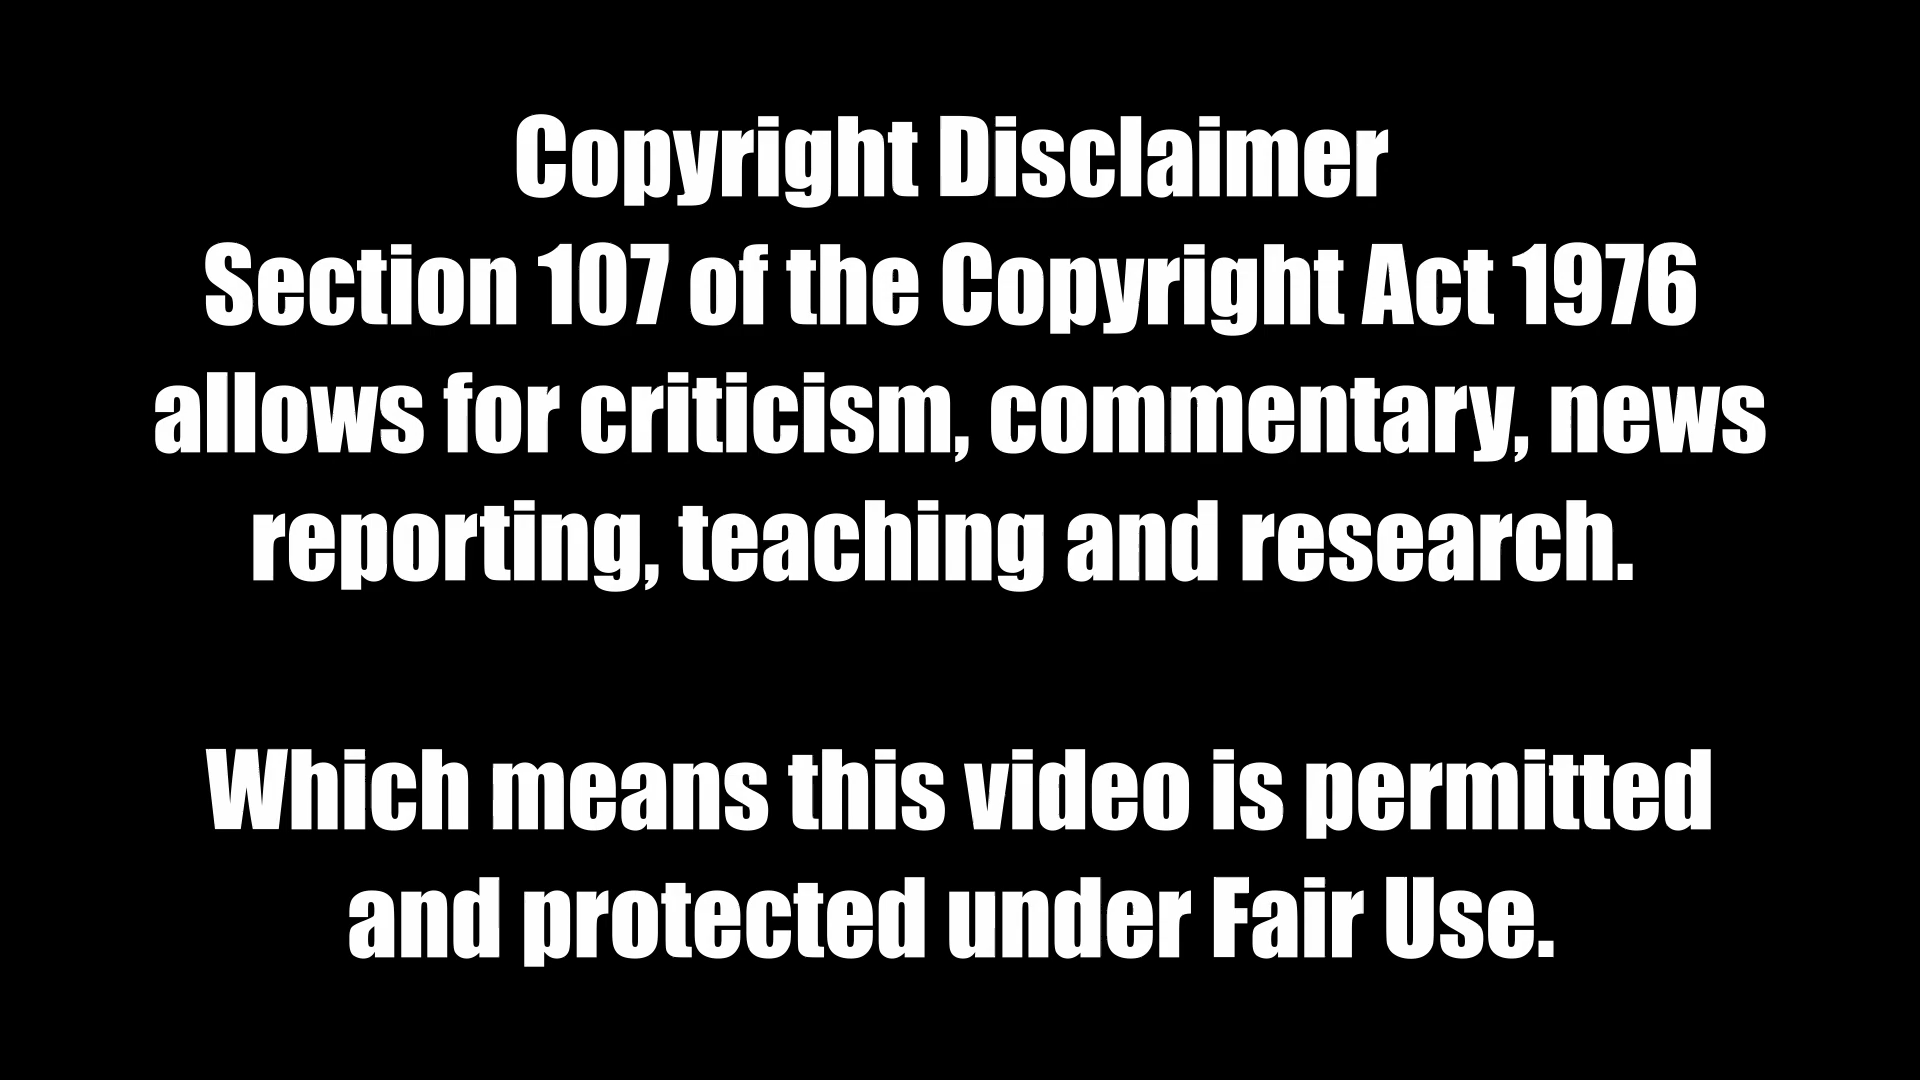 Copyright Disclaimer
Section 107 of the Copyright Act 1976
allows for criticism, commentary, news
reporting, teaching and research.
Which means this video is permitted
and protected under Fair Use.